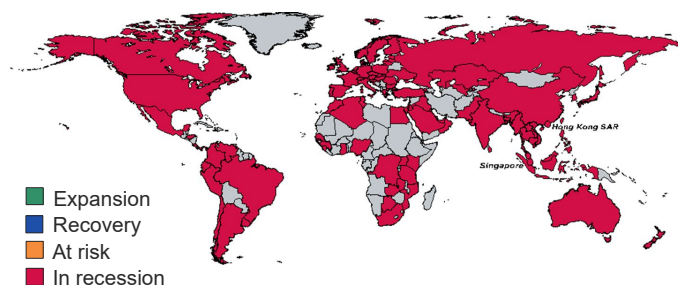 Hong Kong SAR
Singapore
Expansion
Recovery
At risk
In recession